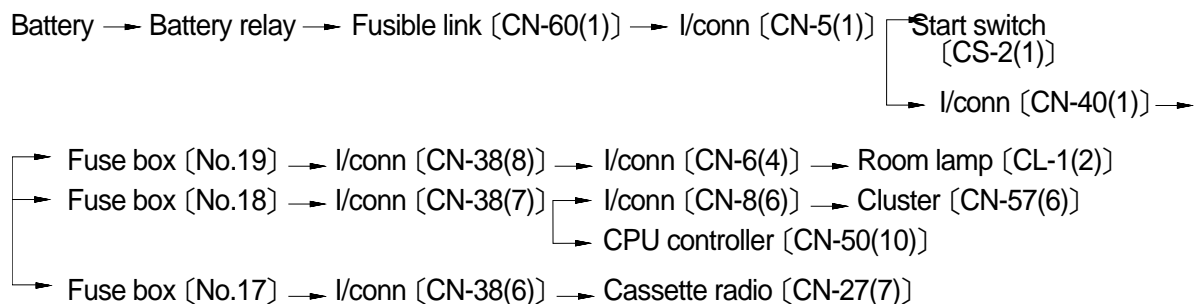 Battery → Battery relay → Fusible link〔CN-60(1)〕→ I/conn〔CN-5(1)〕 Start switch
〔CS-2(1)〕
I/conn〔CN-40(1)〕→
Fuse box〔No.19〕→ I/conn〔CN-38(8)〕→ I/conn〔CN-6(4)〕→ Room lamp〔CL-1(2)〕
Fuse box〔No.18〕→ I/conn〔CN-38(7)〕 I/conn〔CN-8(6)〕→ Cluster〔CN-57(6)〕
CPU controller〔CN-50(10)〕
Fuse box〔No.17〕→ I/conn〔CN-38(6)〕→ Cassette radio〔CN-27(7)〕